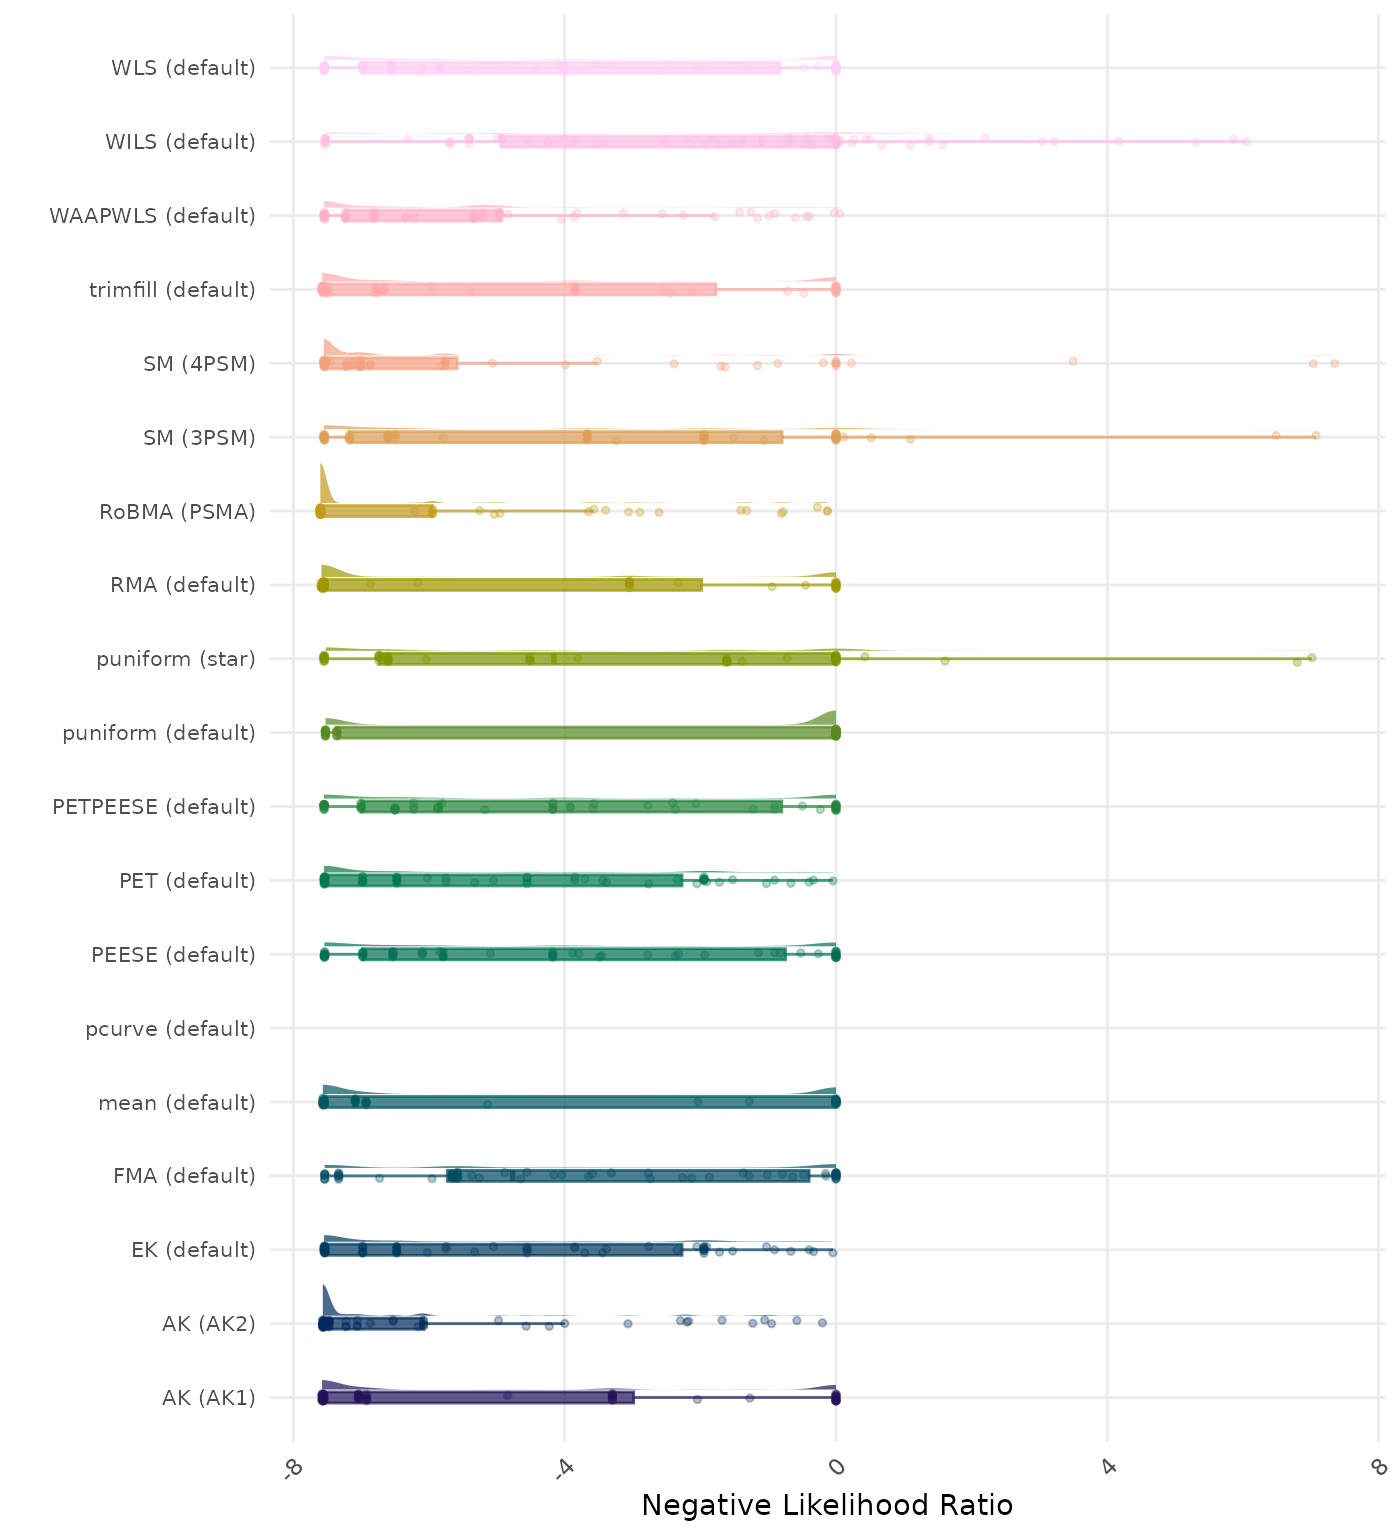 WLS (default)
WILS (default)
WAAPWLS (default)
trimfill (default)
SM (4PSM)
SM (3PSM)
RoBMA (PSMA)
RMA (default)
puniform (star)
puniform (default)
PETPEESE (default)
PET (default)
PEESE (default)
pcurve (default)
mean (default)
FMA (default)
EK (default)
AK (AK2)
AK (AK1)
-8 -4 0 4 8
Negative Likelihood Ratio